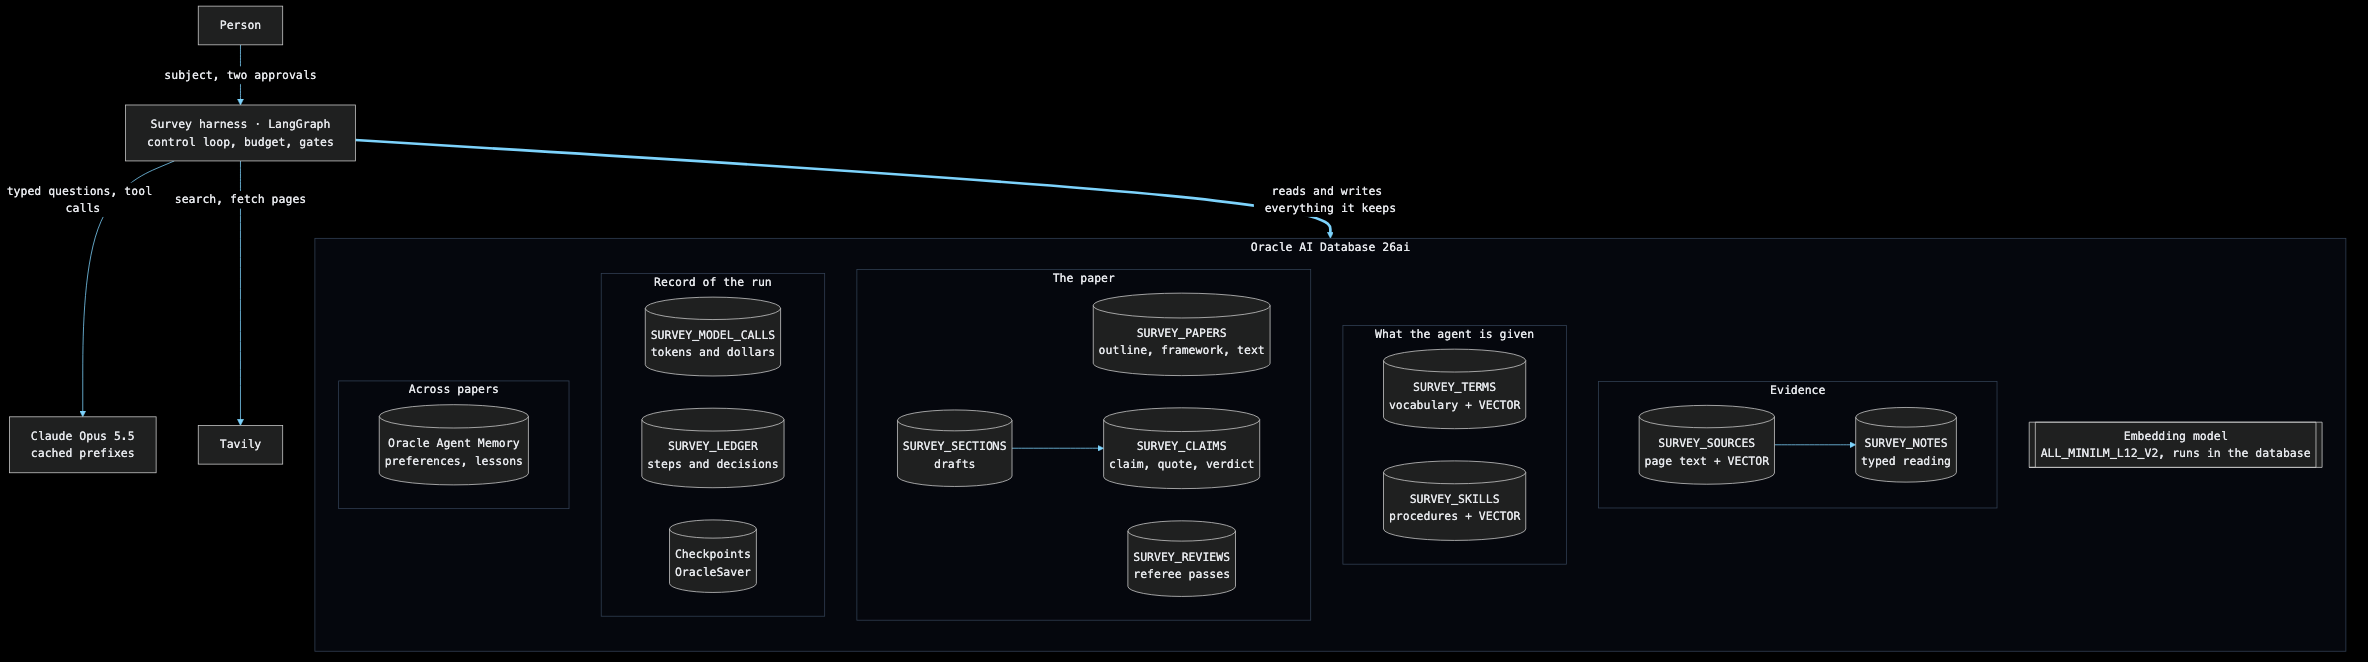 Person
subject, two approvals
Survey harness · LangGraph
control loop, budget, gates
typed questions, tool
calls
search, fetch pages
reads and writes
everything it keeps
Claude Opus 5.5
cached prefixes
Tavily
Oracle AI Database 26ai
Across papers
Oracle Agent Memory
preferences, lessons
Record of the run
SURVEY_MODEL_CALLS
tokens and dollars
SURVEY_LEDGER
steps and decisions
Checkpoints
OracleSaver
The paper
SURVEY_PAPERS
outline, framework, text
SURVEY_SECTIONS
drafts
SURVEY_CLAIMS
claim, quote, verdict
SURVEY_REVIEWS
referee passes
What the agent is given
SURVEY_TERMS
vocabulary + VECTOR
SURVEY_SKILLS
procedures + VECTOR
Evidence
SURVEY_SOURCES
page text + VECTOR
SURVEY_NOTES
typed reading
Embedding model
ALL_MINILM_L12_V2, runs in the database